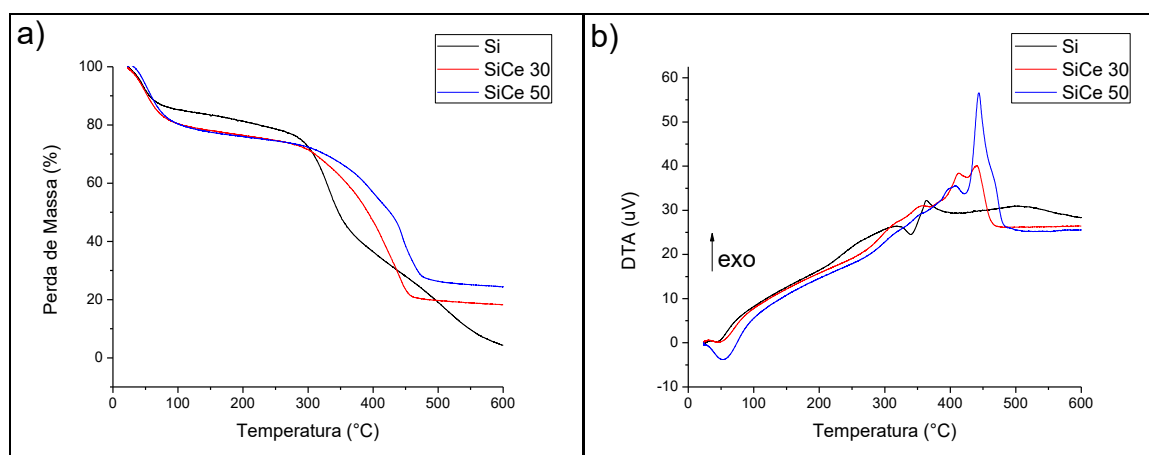 a)
Si
SiCe 30
SiCe 50
100
80
60
40
20
0
Perda de Massa (%)
0 100 200 300 400 500 600
Temperatura (°C)
b)
Si
SiCe 30
SiCe 50
60
50
40
30
20
10
0
-10
DTA (uV)
exo
0 100 200 300 400 500 600
Temperatura (°C)